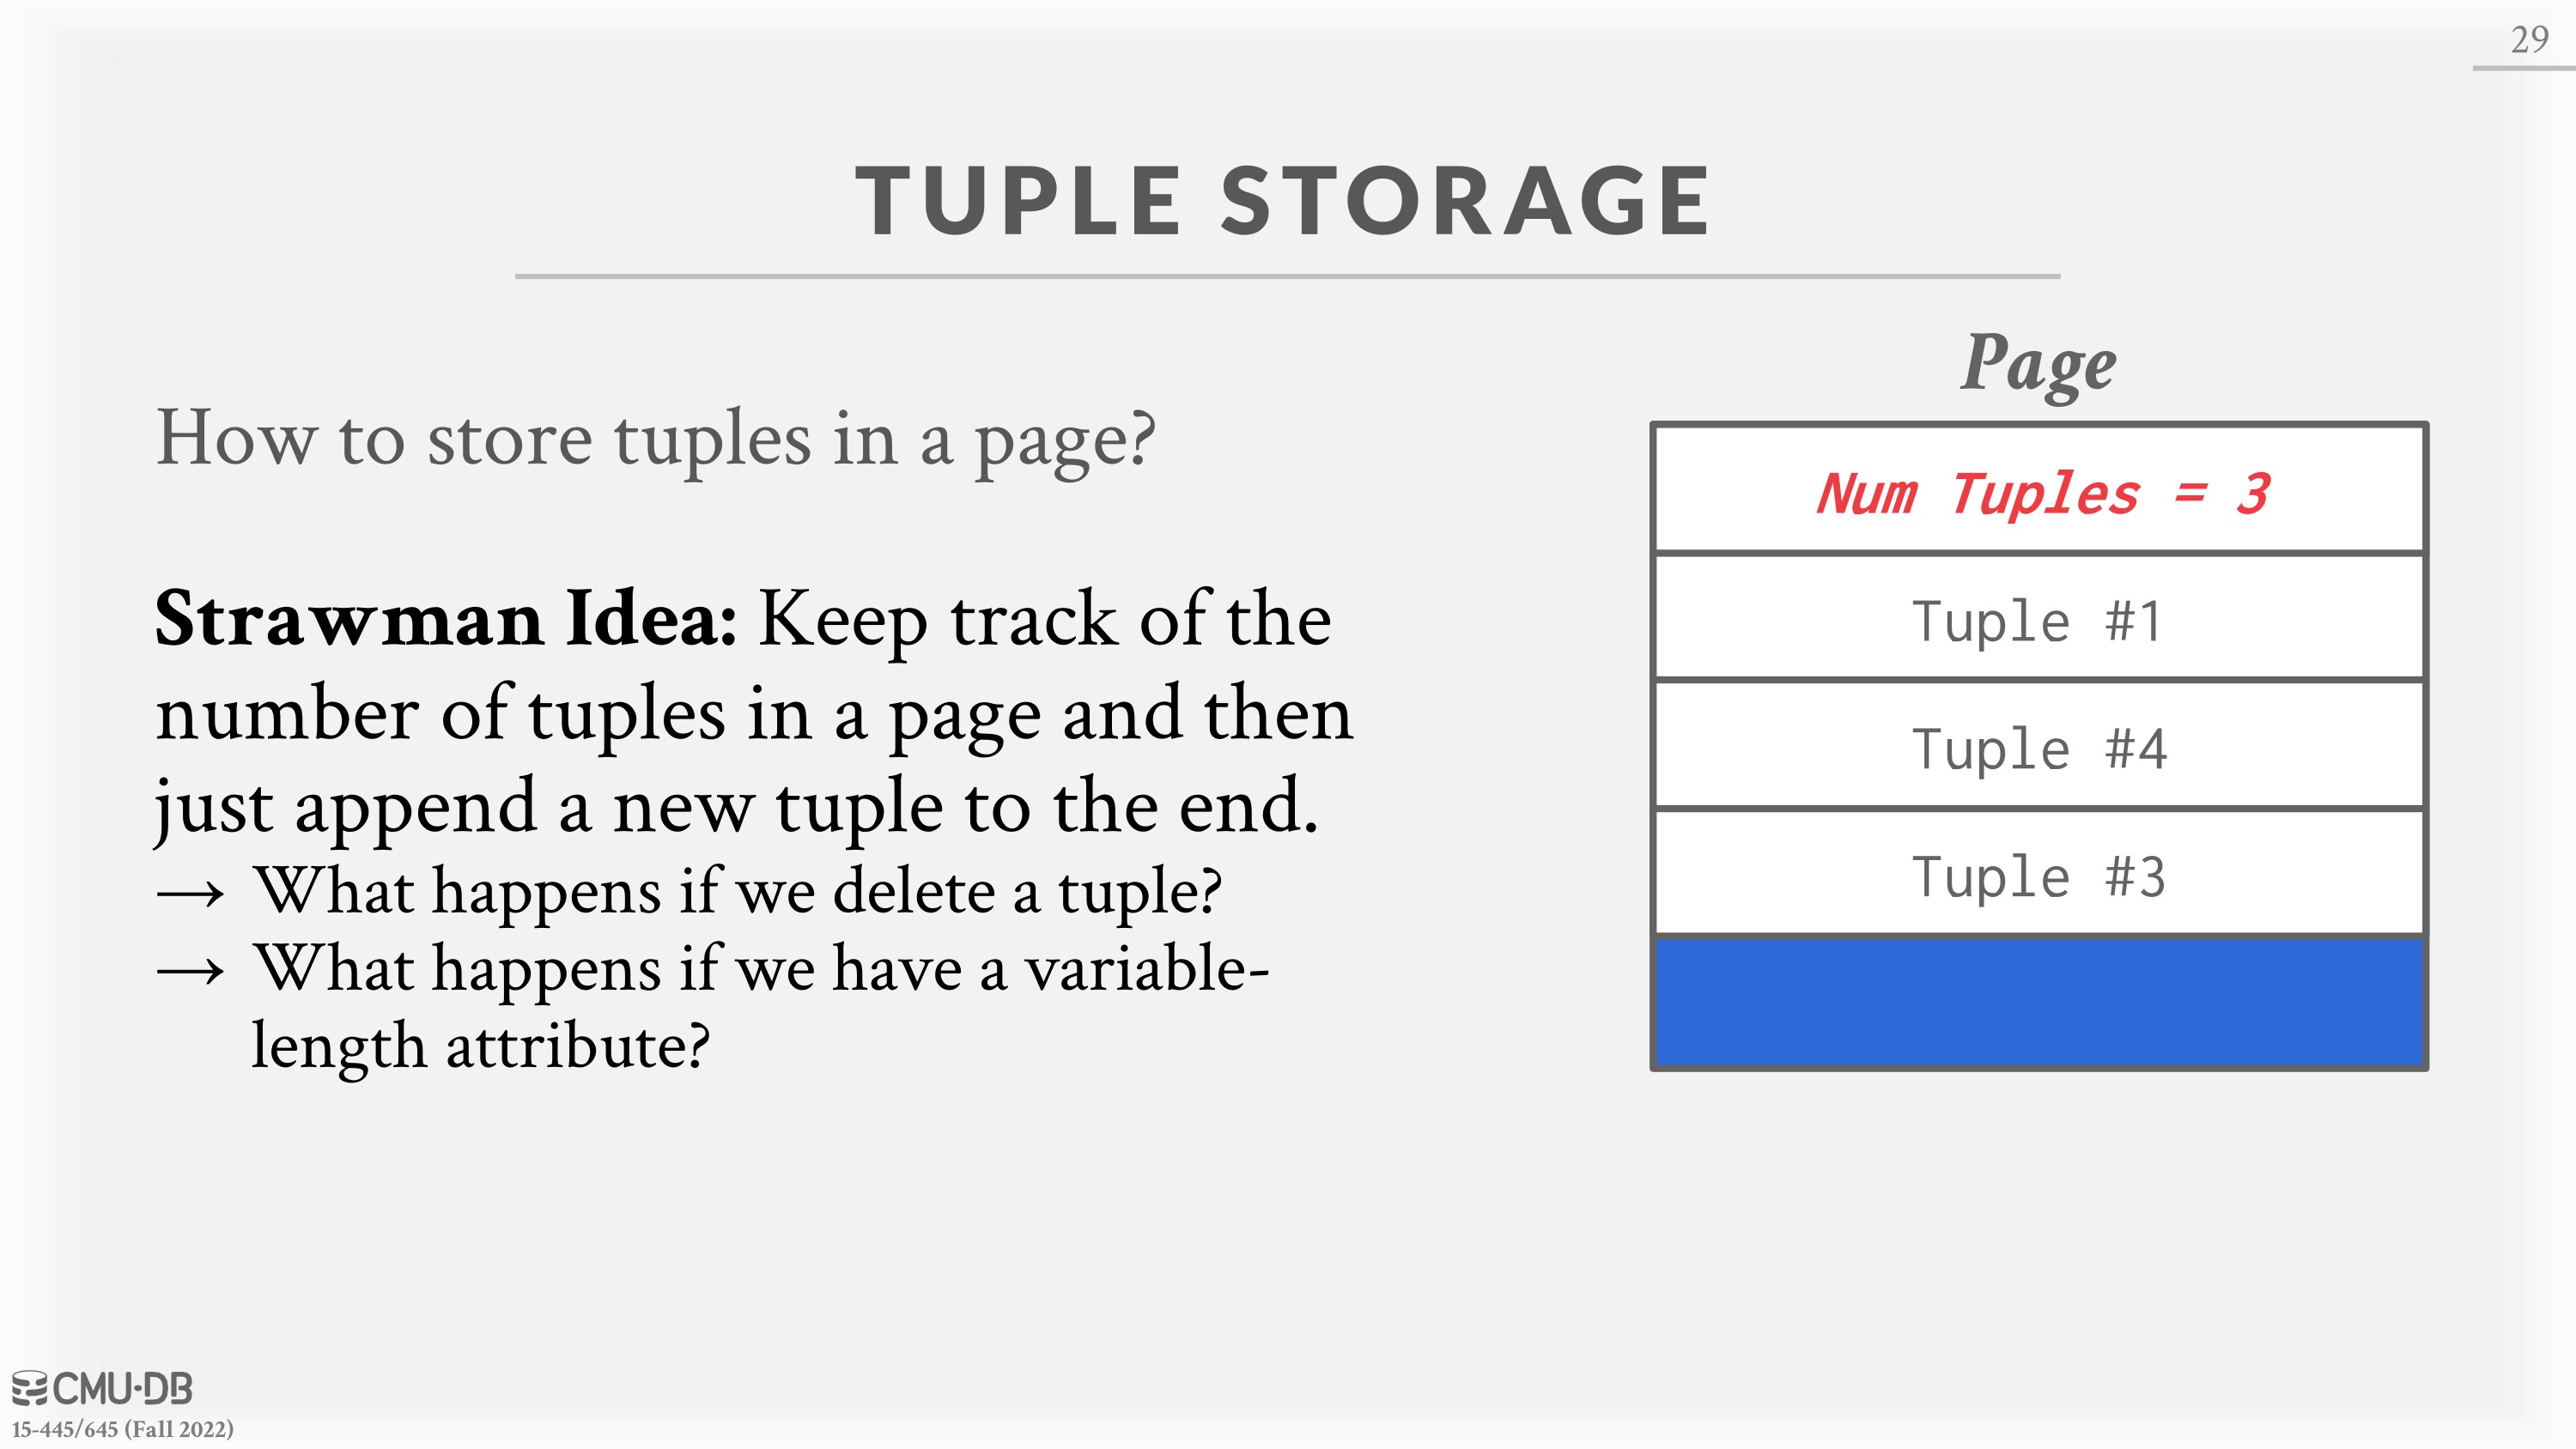 29
TUPLE STORAGE
How to store tuples in a page?
Strawman Idea: Keep track of the
number of tuples in a page and then
just append a new tuple to the end.
→ What happens if we delete a tuple?
→ What happens if we have a variable-
length attribute?
Page
Num Tuples = 3
Tuple #1
Tuple #4
Tuple #3
CMU·DB
15-445/645 (Fall 2022)